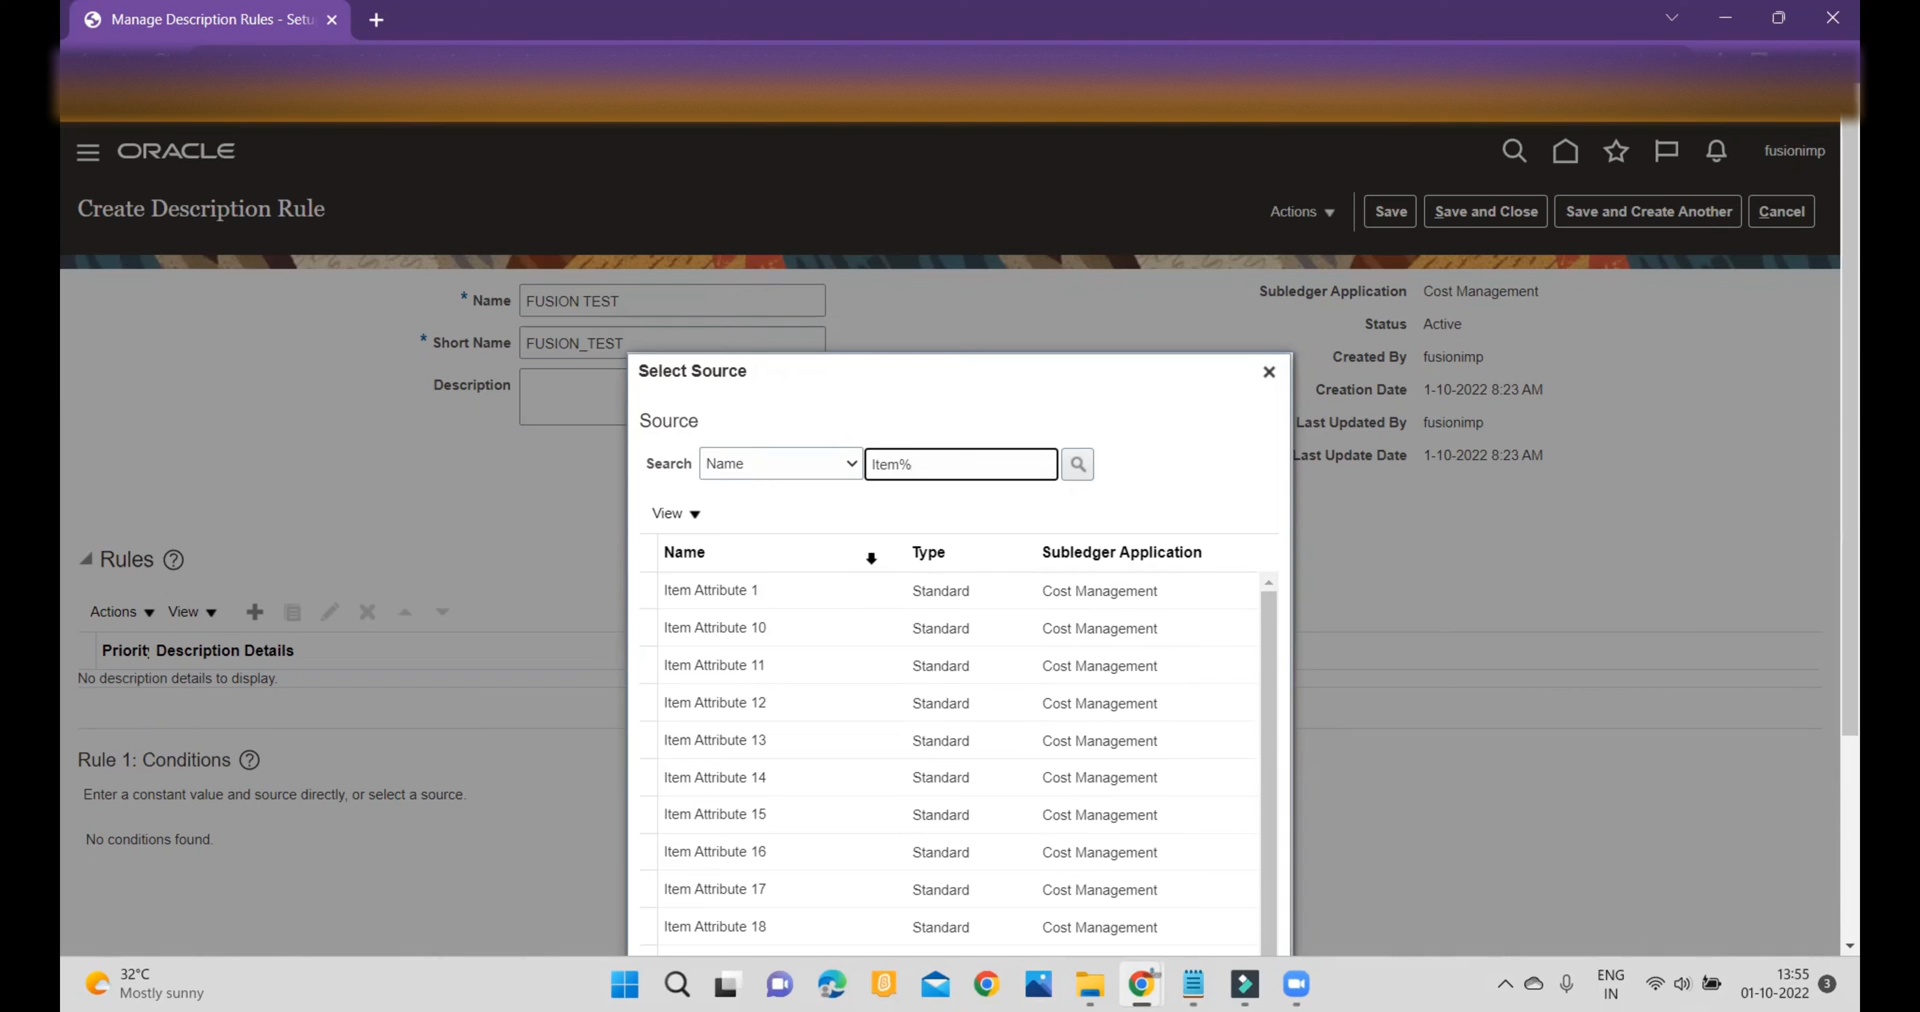 Manage Description Rules - Setu
ORACLE
fusionimp
Create Description Rule
Actions
Save
Save and Close
Save and Create Another
Cancel
* Name
FUSION TEST
* Short Name
FUSION_TEST
Description
Subledger Application Cost Management
Status Active
Created By fusionimp
Creation Date 1-10-2022 8:23 AM
Last Updated By fusionimp
Last Update Date 1-10-2022 8:23 AM
Select Source
Source
Search Name Item%
View
Name Type Subledger Application
Item Attribute 1 Standard Cost Management
Item Attribute 10 Standard Cost Management
Item Attribute 11 Standard Cost Management
Item Attribute 12 Standard Cost Management
Item Attribute 13 Standard Cost Management
Item Attribute 14 Standard Cost Management
Item Attribute 15 Standard Cost Management
Item Attribute 16 Standard Cost Management
Item Attribute 17 Standard Cost Management
Item Attribute 18 Standard Cost Management
Rules
Actions View
Priority Description Details
No description details to display.
Rule 1: Conditions
Enter a constant value and source directly, or select a source.
No conditions found.
32°C
Mostly sunny
ENG
IN
13:55
01-10-2022
3